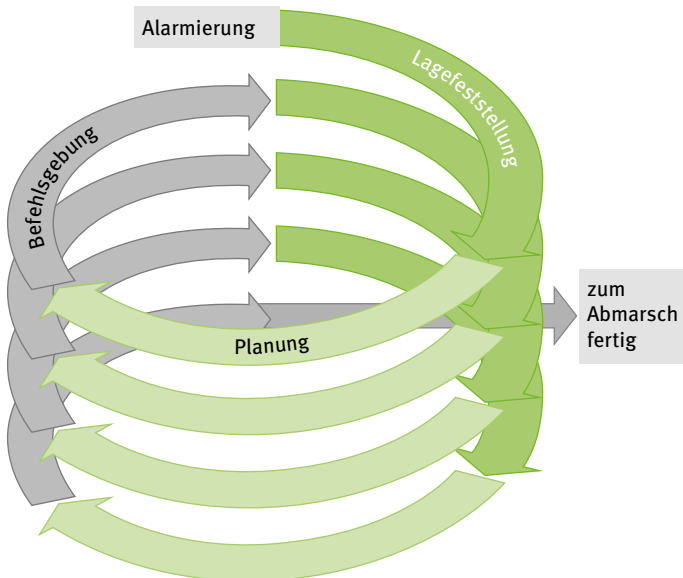 Alarmierung
Lagefeststellung
Befehlsgebung
Planung
zum
Abmarsch
fertig